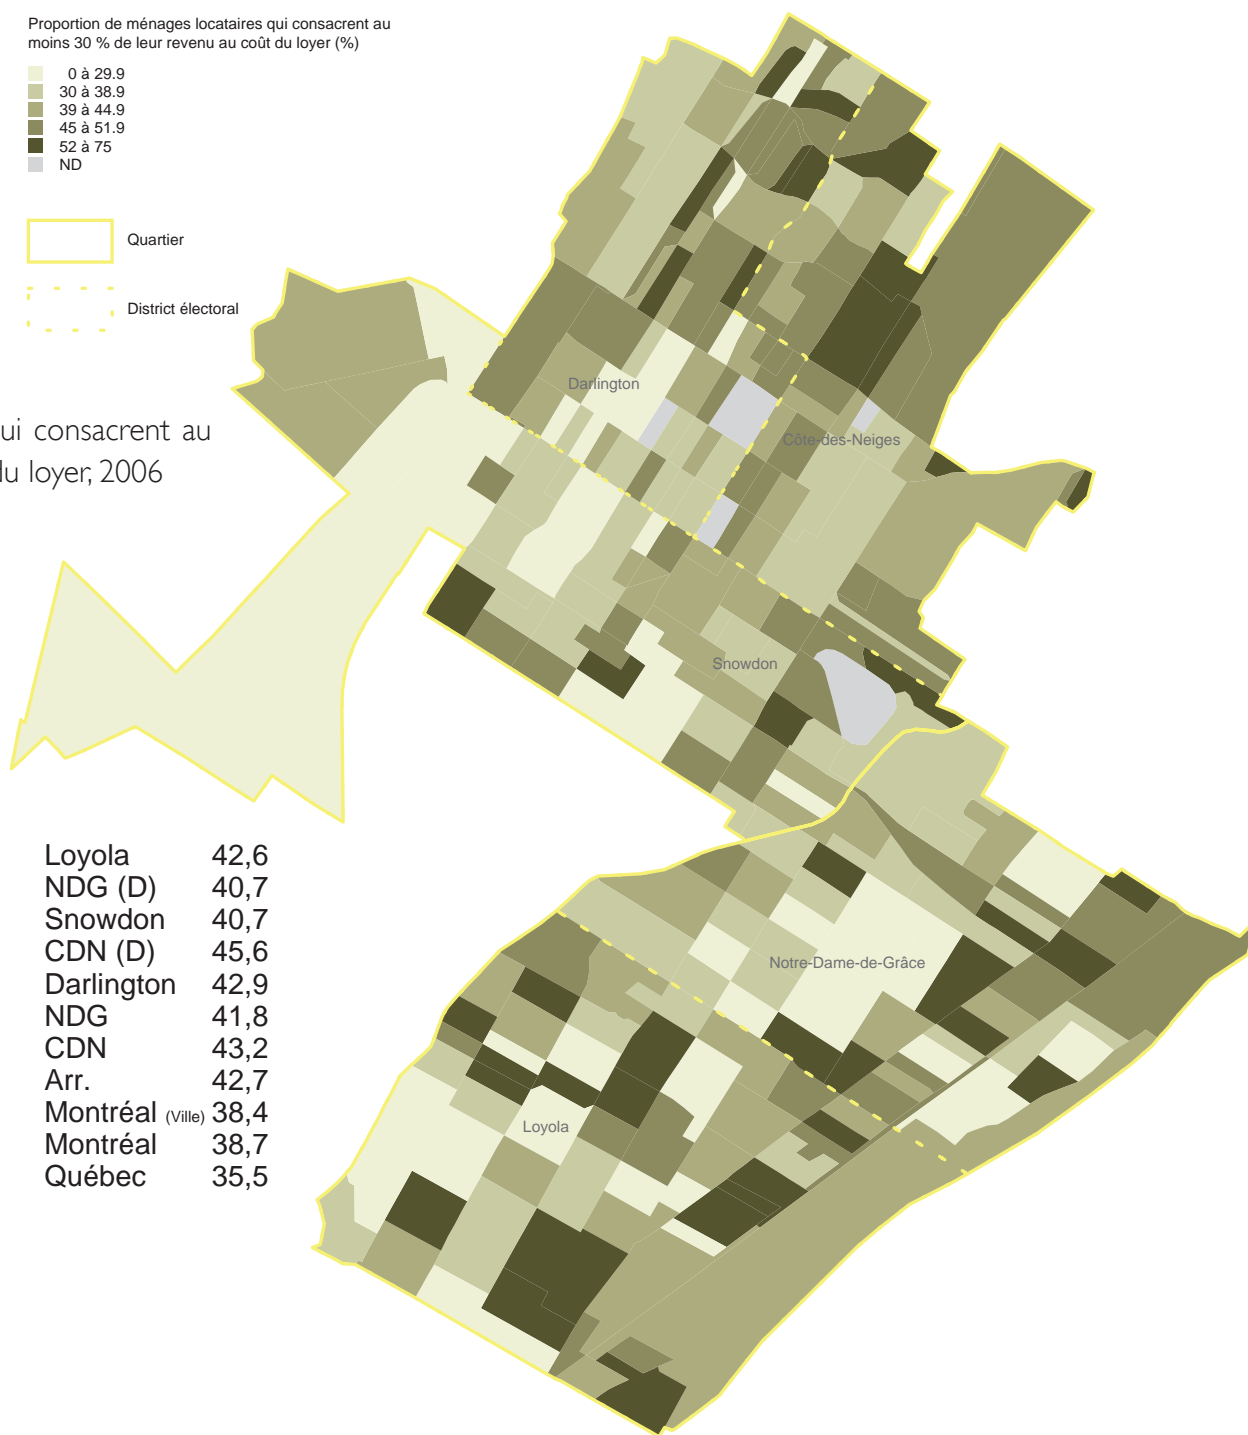 Proportion de ménages locataires qui consacrent au
moins 30 % de leur revenu au coût du loyer (%)
0 à 29.9
30 à 38.9
39 à 44.9
45 à 51.9
52 à 75
ND
Quartier
District électoral
ui consacrent au
du loyer, 2006
Darlington
Côte-des-Neiges
Snowdon
Notre-Dame-de-Grâce
Loyola
Loyola 42,6
NDG (D) 40,7
Snowdon 40,7
CDN (D) 45,6
Darlington 42,9
NDG 41,8
CDN 43,2
Arr. 42,7
Montréal (Ville) 38,4
Montréal 38,7
Québec 35,5